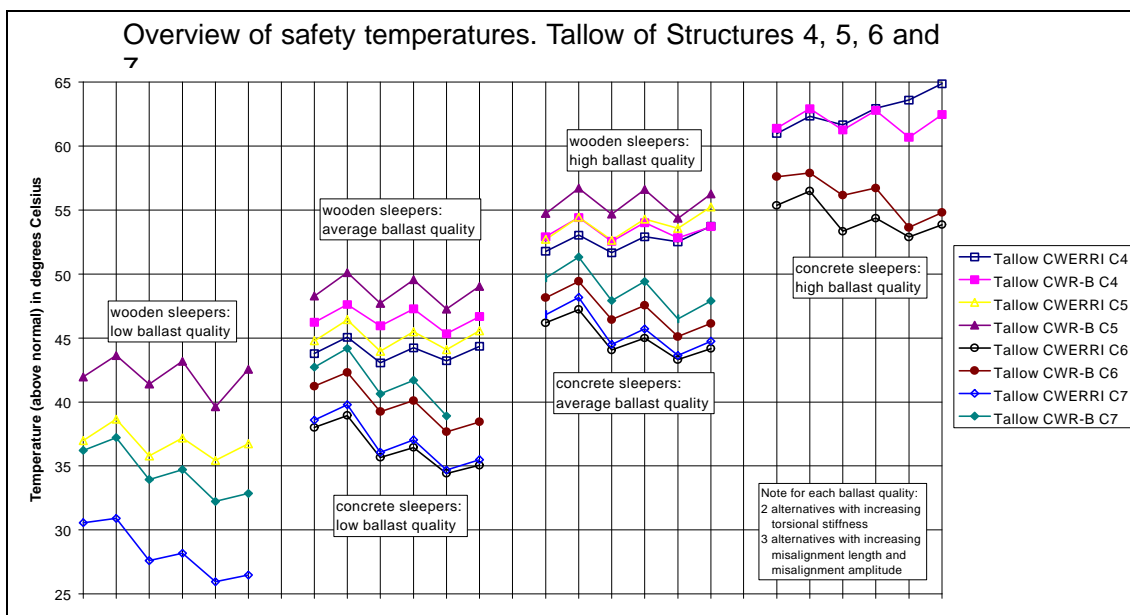 Overview of safety temperatures. Tallow of Structures 4, 5, 6 and
7
65
60
55
50
45
40
35
30
25
Temperature (above normal) in degrees Celsius
wooden sleepers:
low ballast quality
wooden sleepers:
average ballast quality
concrete sleepers:
low ballast quality
wooden sleepers:
high ballast quality
concrete sleepers:
average ballast quality
concrete sleepers:
high ballast quality
Note for each ballast quality:
2 alternatives with increasing
torsional stiffness
3 alternatives with increasing
misalignment length and
misalignment amplitude
Tallow CWERRI C4
Tallow CWR-B C4
Tallow CWERRI C5
Tallow CWR-B C5
Tallow CWERRI C6
Tallow CWR-B C6
Tallow CWERRI C7
Tallow CWR-B C7